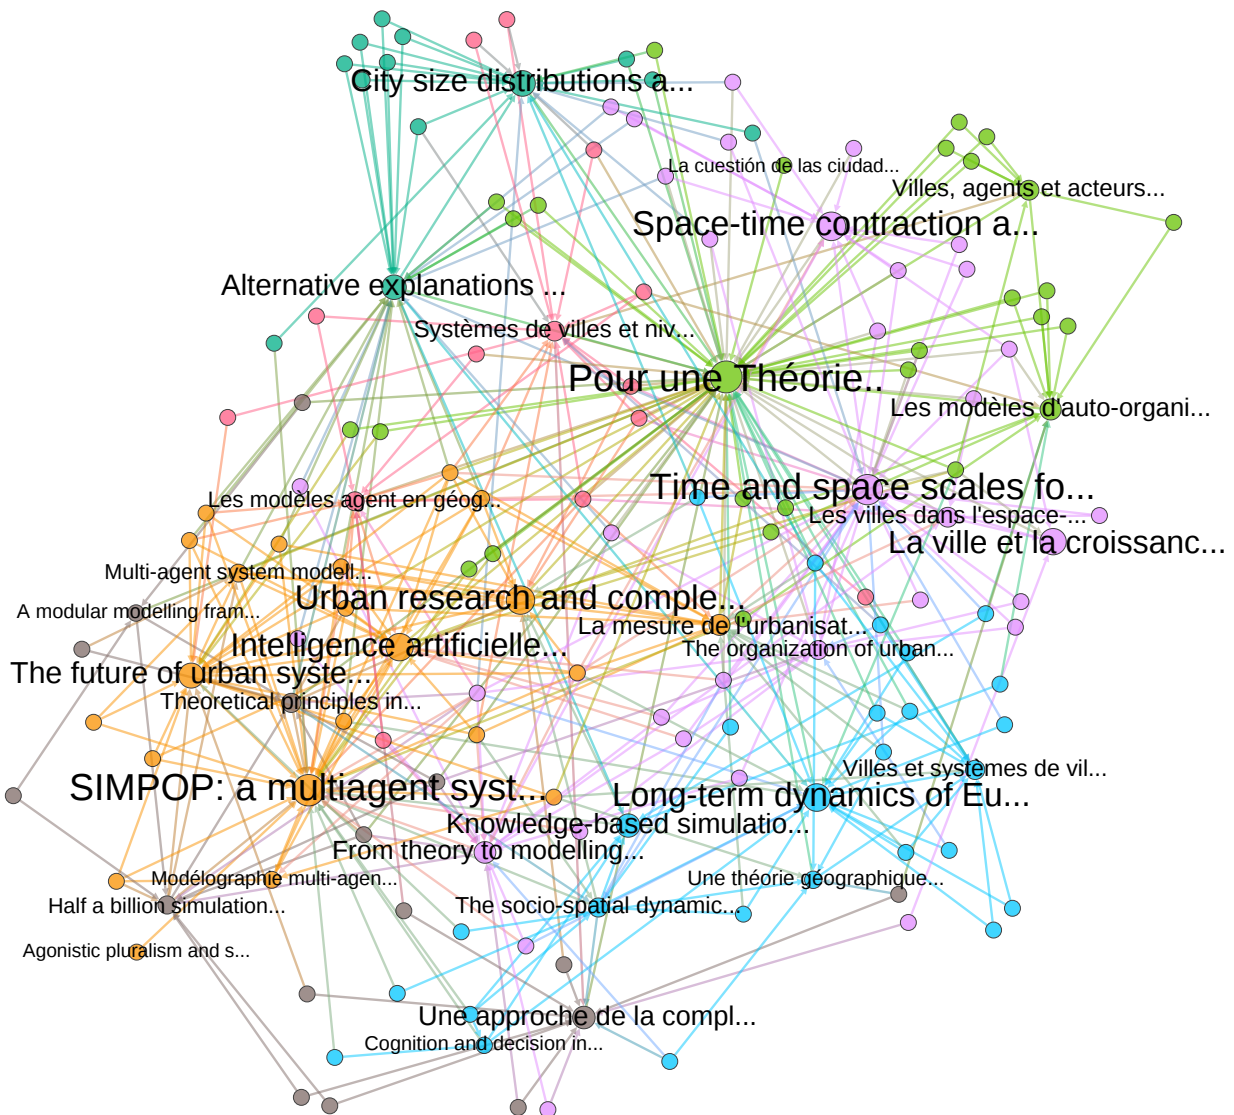 City size distributions a...
La cuestión de las ciudad...
Villes, agents et acteurs...
Space-time contraction a...
Alternative explanations ...
Systèmes de villes et niv...
Pour une Théorie..
Les modèles d'auto-organi...
Time and space scales fo...
Les modèles agent en géog...
Les villes dans l'espace-...
La ville et la croissanc...
Multi-agent system modell...
Urban research and comple...
A modular modelling fram...
La mesure de l'urbanisat...
Intelligence artificielle...
The organization of urban...
The future of urban syste...
Theoretical principles in...
Villes et systèmes de vil...
SIMPOP: a multiagent syst...
Long-term dynamics of Eu...
Knowledge-based simulatio...
From theory to modelling...
Modélographie multi-agen...
Une théorie géographique...
Half a billion simulation...
The socio-spatial dynamic...
Agonistic pluralism and s...
Une approche de la compl...
Cognition and decision in...